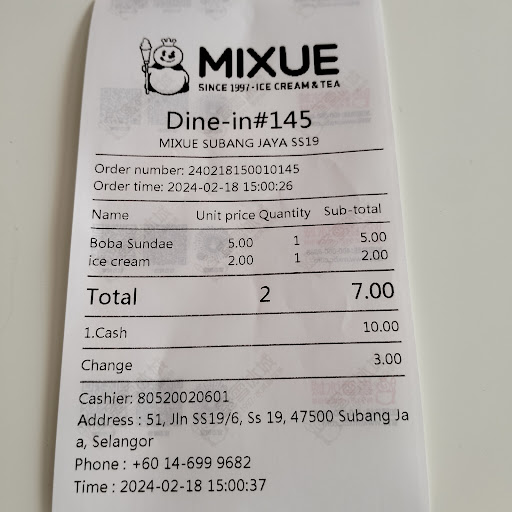 MIXUE
SINCE 1997·ICE CREAM & TEA
Dine-in#145
MIXUE SUBANG JAYA SS19
Order number: 240218150010145
Order time: 2024-02-18 15:00:26
Name Unit price Quantity Sub-total
Boba Sundae 5.00 1 5.00
ice cream 2.00 1 2.00
Total 2 7.00
1.Cash 10.00
Change 3.00
Cashier: 80520020601
Address : 51, Jln SS19/6, Ss 19, 47500 Subang Ja
a, Selangor
Phone : +60 14-699 9682
Time : 2024-02-18 15:00:37